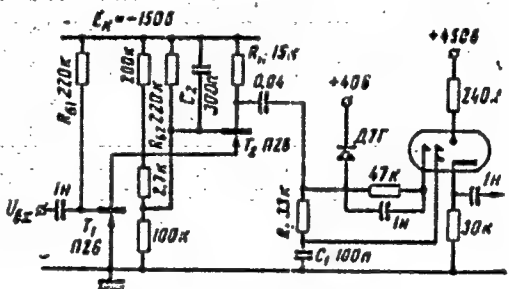 Eк = -150В
Rб1 220к
200к
Rб2 220к
C2
300п
Rн 15к
0,04
+40В
+450В
240л
Д7Г
T2 П26
2,7к
47к
1н
1н
Uвх
1н
T1
П26
100к
R1 33к
C1 100п
30к